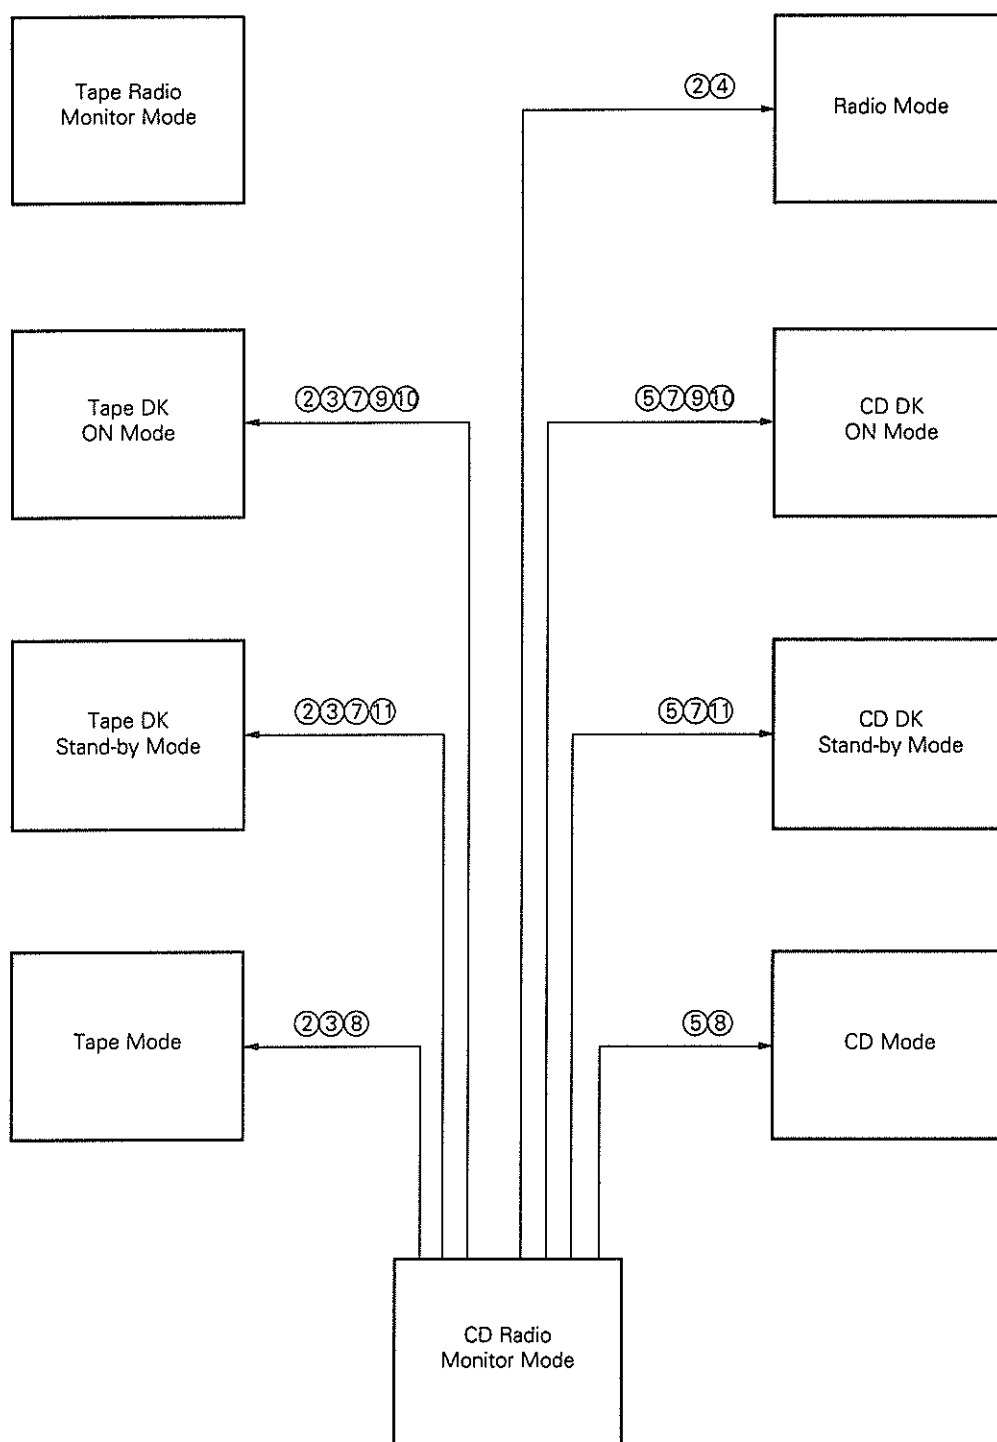 Tape Radio
Monitor Mode
②④
Radio Mode
Tape DK
ON Mode
②③⑦⑨⑩
⑤⑦⑨⑩
CD DK
ON Mode
Tape DK
Stand-by Mode
②③⑦⑪
⑤⑦⑪
CD DK
Stand-by Mode
Tape Mode
②③⑧
⑤⑧
CD Mode
CD Radio
Monitor Mode